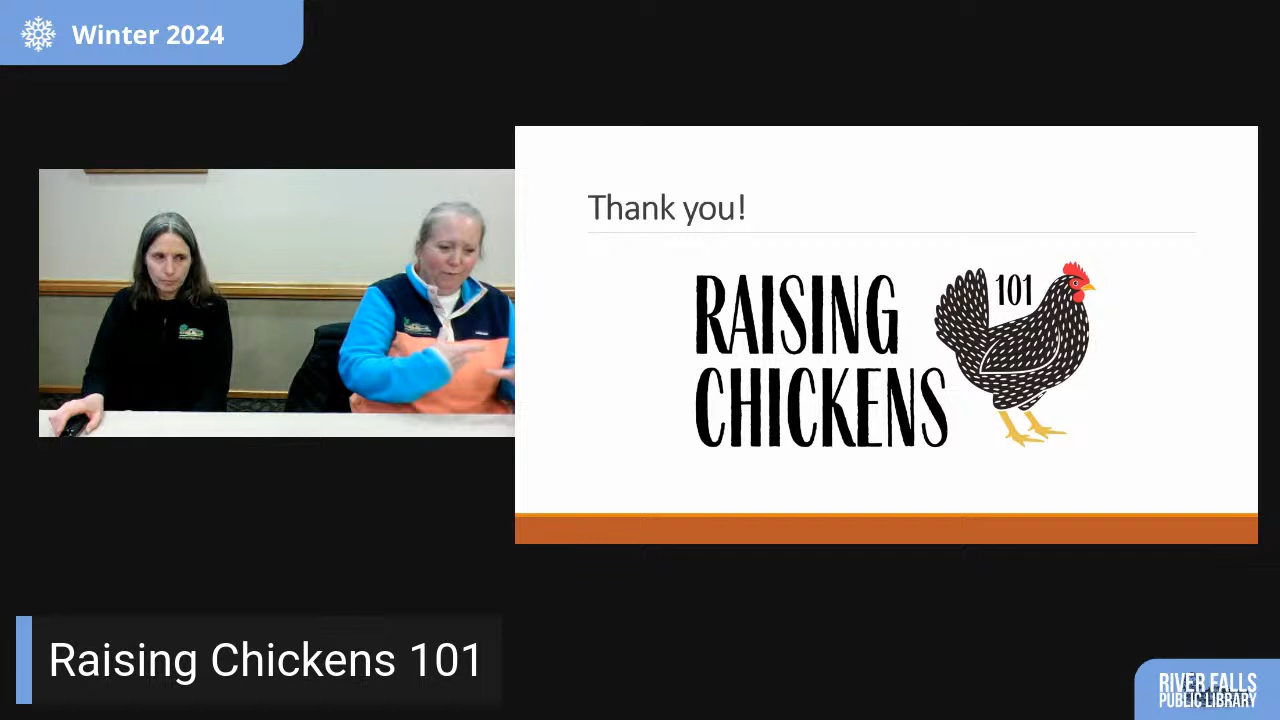 Winter 2024
Thank you!
RAISING
101
CHICKENS
Raising Chickens 101
RIVER FALLS
PUBLIC LIBRARY